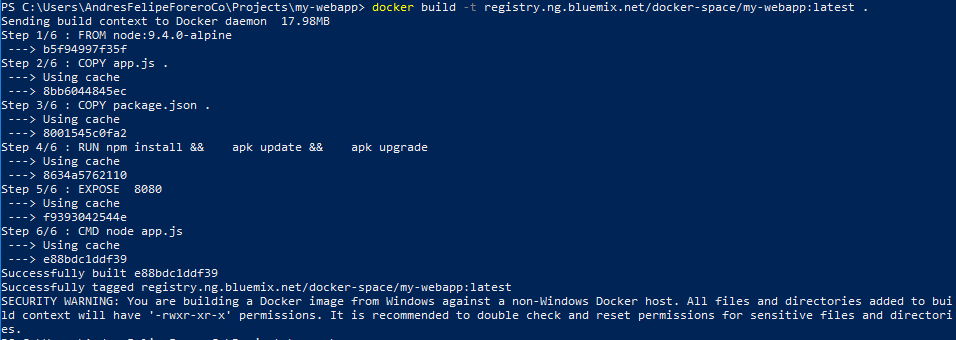 PS C:\Users\AndresFelipeForeroCo\Projects\my-webapp> docker build -t registry.ng.bluemix.net/docker-space/my-webapp:latest .
Sending build context to Docker daemon  17.98MB
Step 1/6 : FROM node:9.4.0-alpine
 ---> b5f94997f35f
Step 2/6 : COPY app.js .
 ---> Using cache
 ---> 8bb6044845ec
Step 3/6 : COPY package.json .
 ---> Using cache
 ---> 8001545c0fa2
Step 4/6 : RUN npm install &&    apk update &&    apk upgrade
 ---> Using cache
 ---> 8634a5762110
Step 5/6 : EXPOSE  8080
 ---> Using cache
 ---> f9393042544e
Step 6/6 : CMD node app.js
 ---> Using cache
 ---> e88bdc1ddf39
Successfully built e88bdc1ddf39
Successfully tagged registry.ng.bluemix.net/docker-space/my-webapp:latest
SECURITY WARNING: You are building a Docker image from Windows against a non-Windows Docker host. All files and directories added to bui
ld context will have '-rwxr-xr-x' permissions. It is recommended to double check and reset permissions for sensitive files and directori
es.